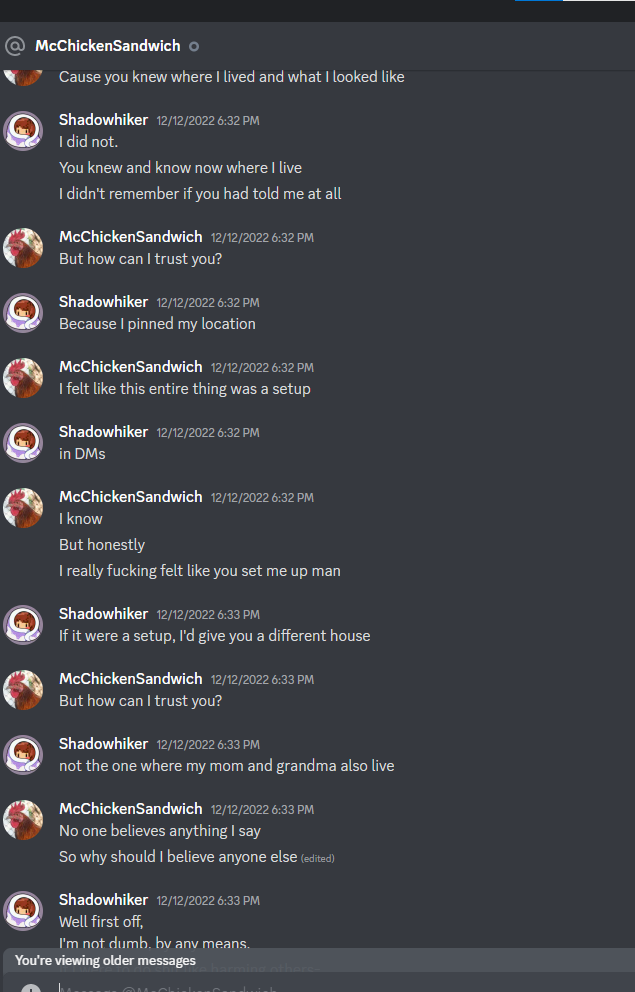 @ McChickenSandwich
Cause you knew where I lived and what I looked like
Shadowhiker 12/12/2022 6:32 PM
I did not.
You knew and know now where I live
I didn't remember if you had told me at all
McChickenSandwich 12/12/2022 6:32 PM
But how can I trust you?
Shadowhiker 12/12/2022 6:32 PM
Because I pinned my location
McChickenSandwich 12/12/2022 6:32 PM
I felt like this entire thing was a setup
Shadowhiker 12/12/2022 6:32 PM
in DMs
McChickenSandwich 12/12/2022 6:32 PM
I know
But honestly
I really fucking felt like you set me up man
Shadowhiker 12/12/2022 6:33 PM
If it were a setup, I'd give you a different house
McChickenSandwich 12/12/2022 6:33 PM
But how can I trust you?
Shadowhiker 12/12/2022 6:33 PM
not the one where my mom and grandma also live
McChickenSandwich 12/12/2022 6:33 PM
No one believes anything I say
So why should I believe anyone else (edited)
Shadowhiker 12/12/2022 6:33 PM
Well first off,
I'm not dumb, by any means.
You're viewing older messages
Message @McChickenSandwich